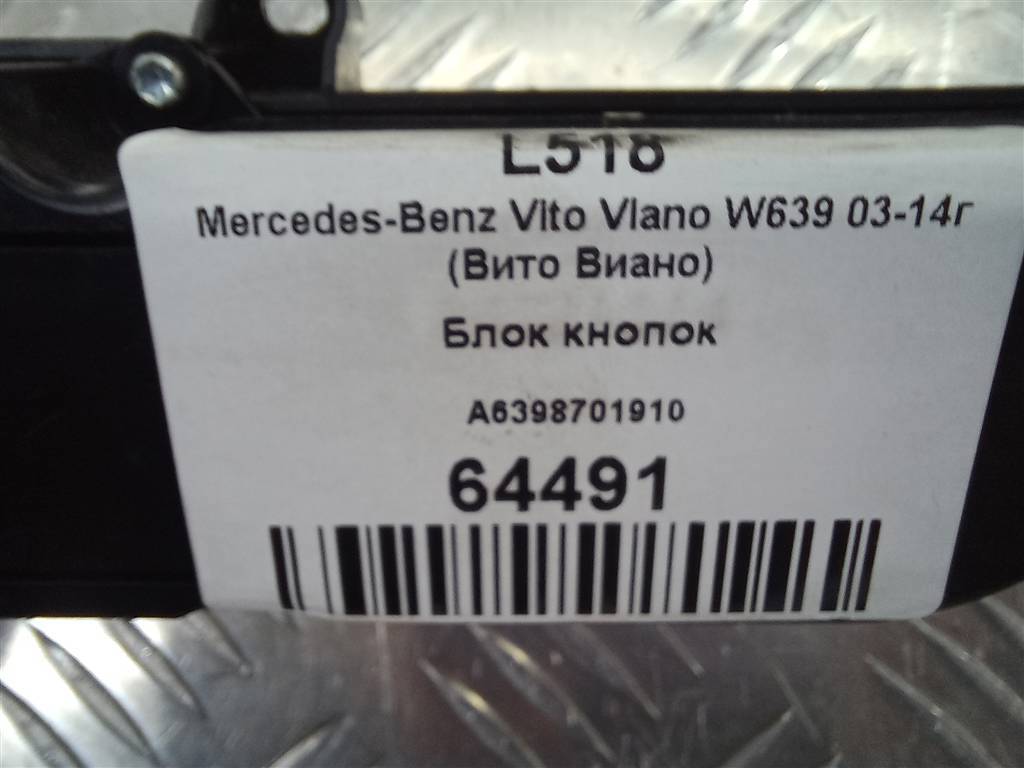 L518
Mercedes-Benz Vito Viano W639 03-14г
(Вито Виано)
Блок кнопок
A6398701910
64491